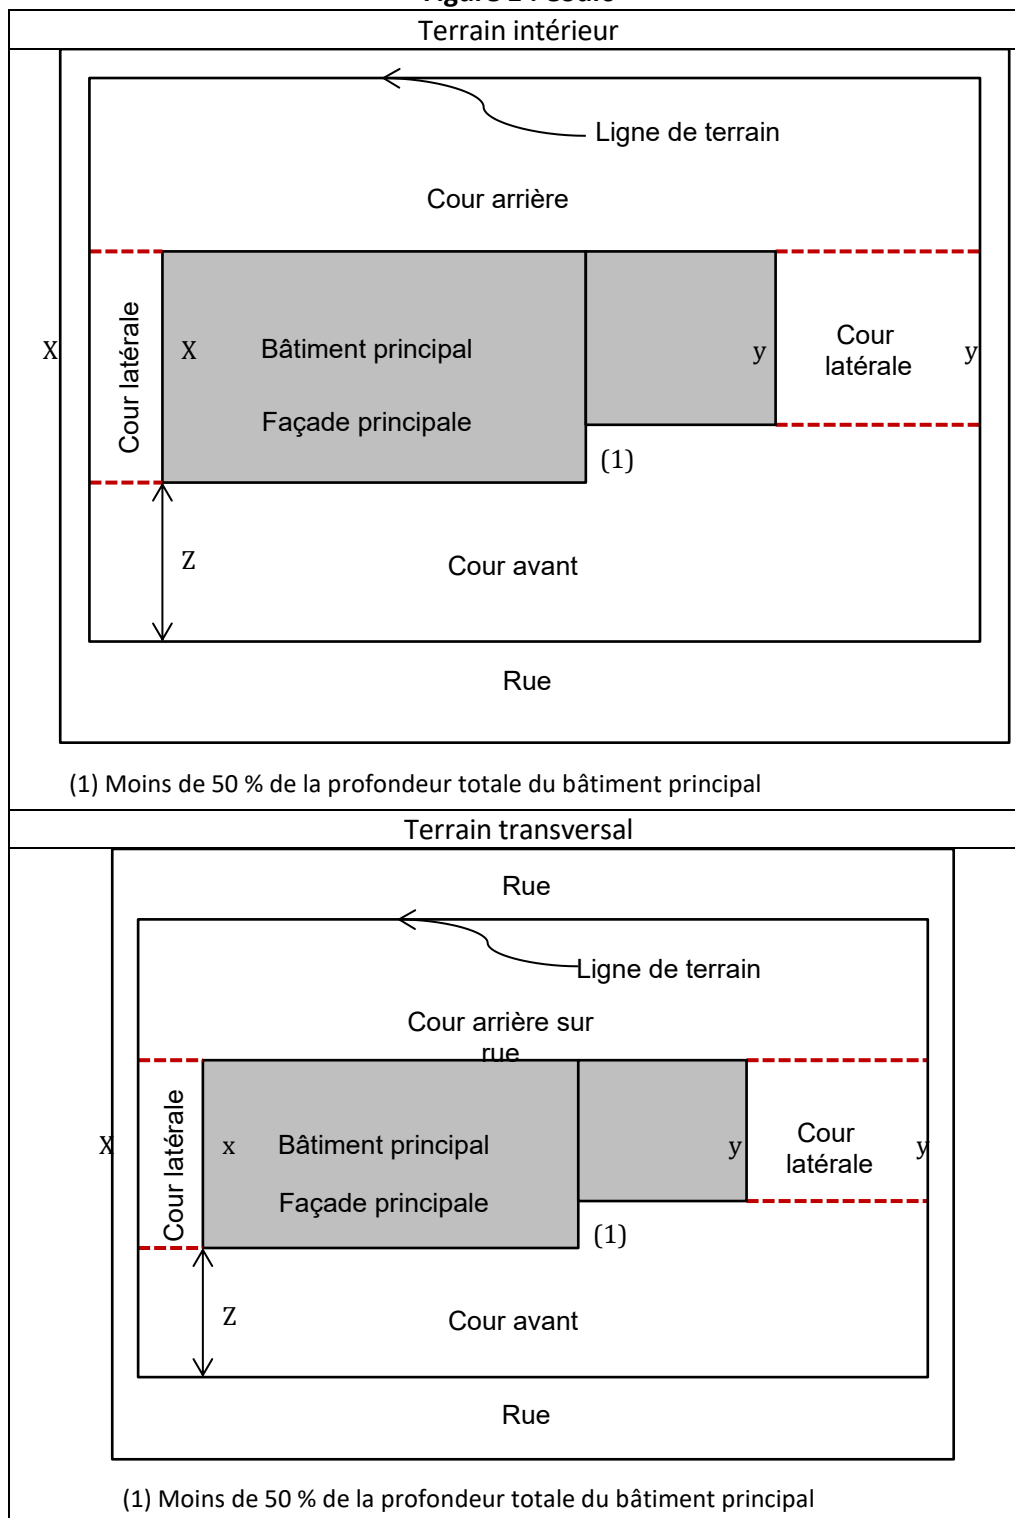 Terrain intérieur
Ligne de terrain
Cour arrière
Cour latérale
X
X
Bâtiment principal
Façade principale
y
Cour
latérale
y
(1)
Z
Cour avant
Rue
(1) Moins de 50 % de la profondeur totale du bâtiment principal
Terrain transversal
Rue
Ligne de terrain
Cour arrière sur
rue
Cour latérale
X
x
Bâtiment principal
Façade principale
y
Cour
latérale
y
(1)
Z
Cour avant
Rue
(1) Moins de 50 % de la profondeur totale du bâtiment principal